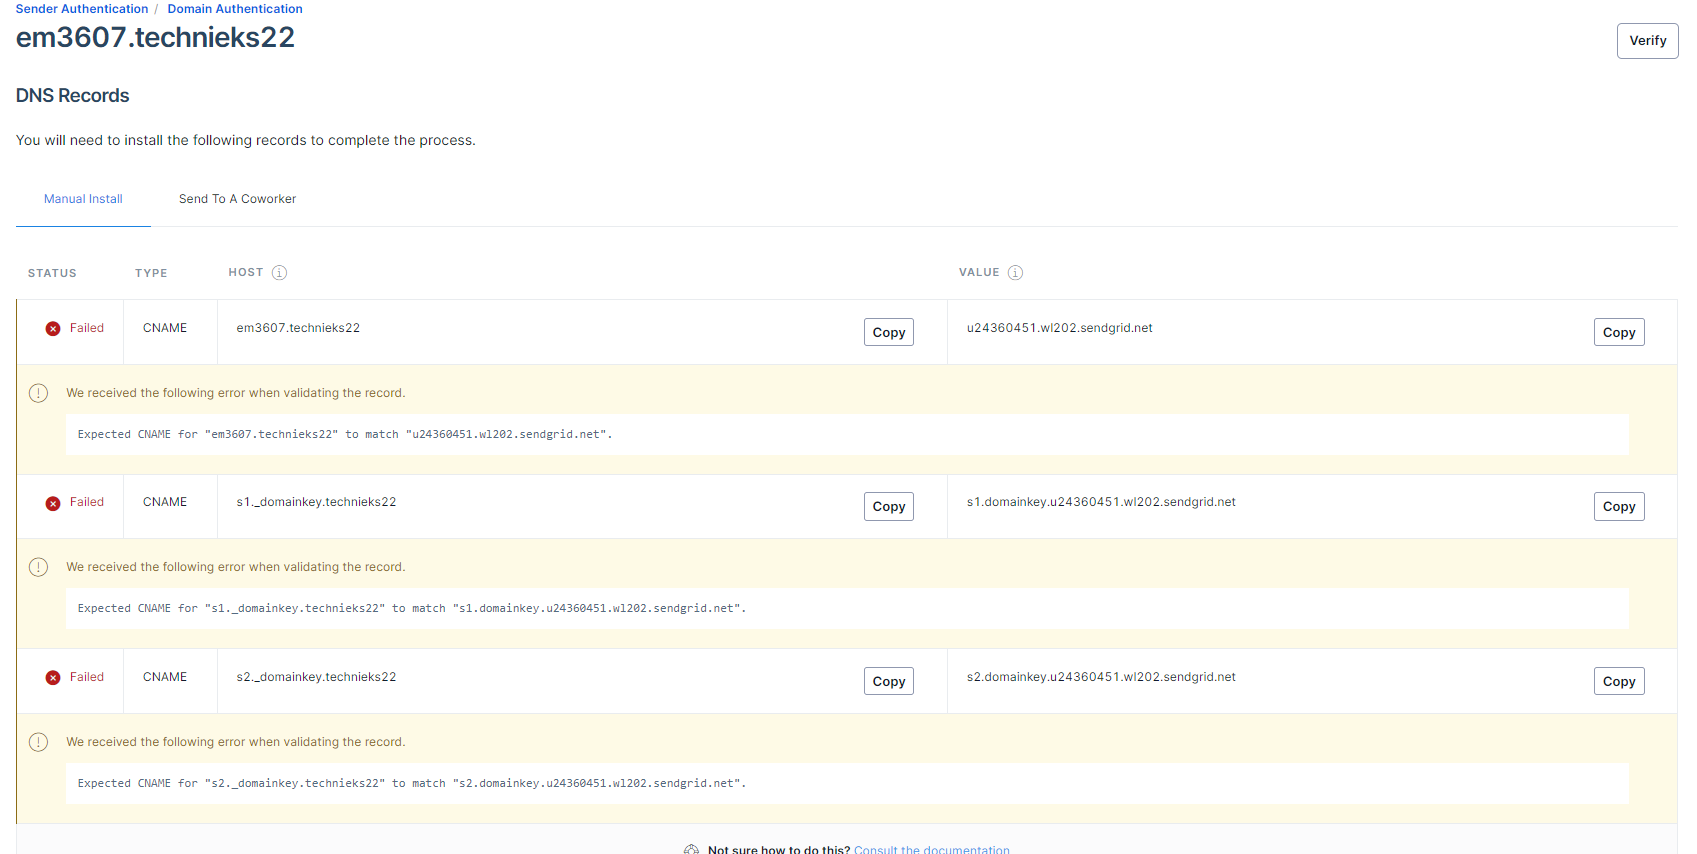 Sender Authentication / Domain Authentication
em3607.technieks22
Verify
DNS Records
You will need to install the following records to complete the process.
Manual Install Send To A Coworker
STATUS TYPE HOST VALUE
Failed CNAME em3607.technieks22 Copy u24360451.wl202.sendgrid.net Copy
We received the following error when validating the record.
Expected CNAME for "em3607.technieks22" to match "u24360451.wl202.sendgrid.net".
Failed CNAME s1._domainkey.technieks22 Copy s1.domainkey.u24360451.wl202.sendgrid.net Copy
We received the following error when validating the record.
Expected CNAME for "s1._domainkey.technieks22" to match "s1.domainkey.u24360451.wl202.sendgrid.net".
Failed CNAME s2._domainkey.technieks22 Copy s2.domainkey.u24360451.wl202.sendgrid.net Copy
We received the following error when validating the record.
Expected CNAME for "s2._domainkey.technieks22" to match "s2.domainkey.u24360451.wl202.sendgrid.net".
Not sure how to do this? Consult the documentation